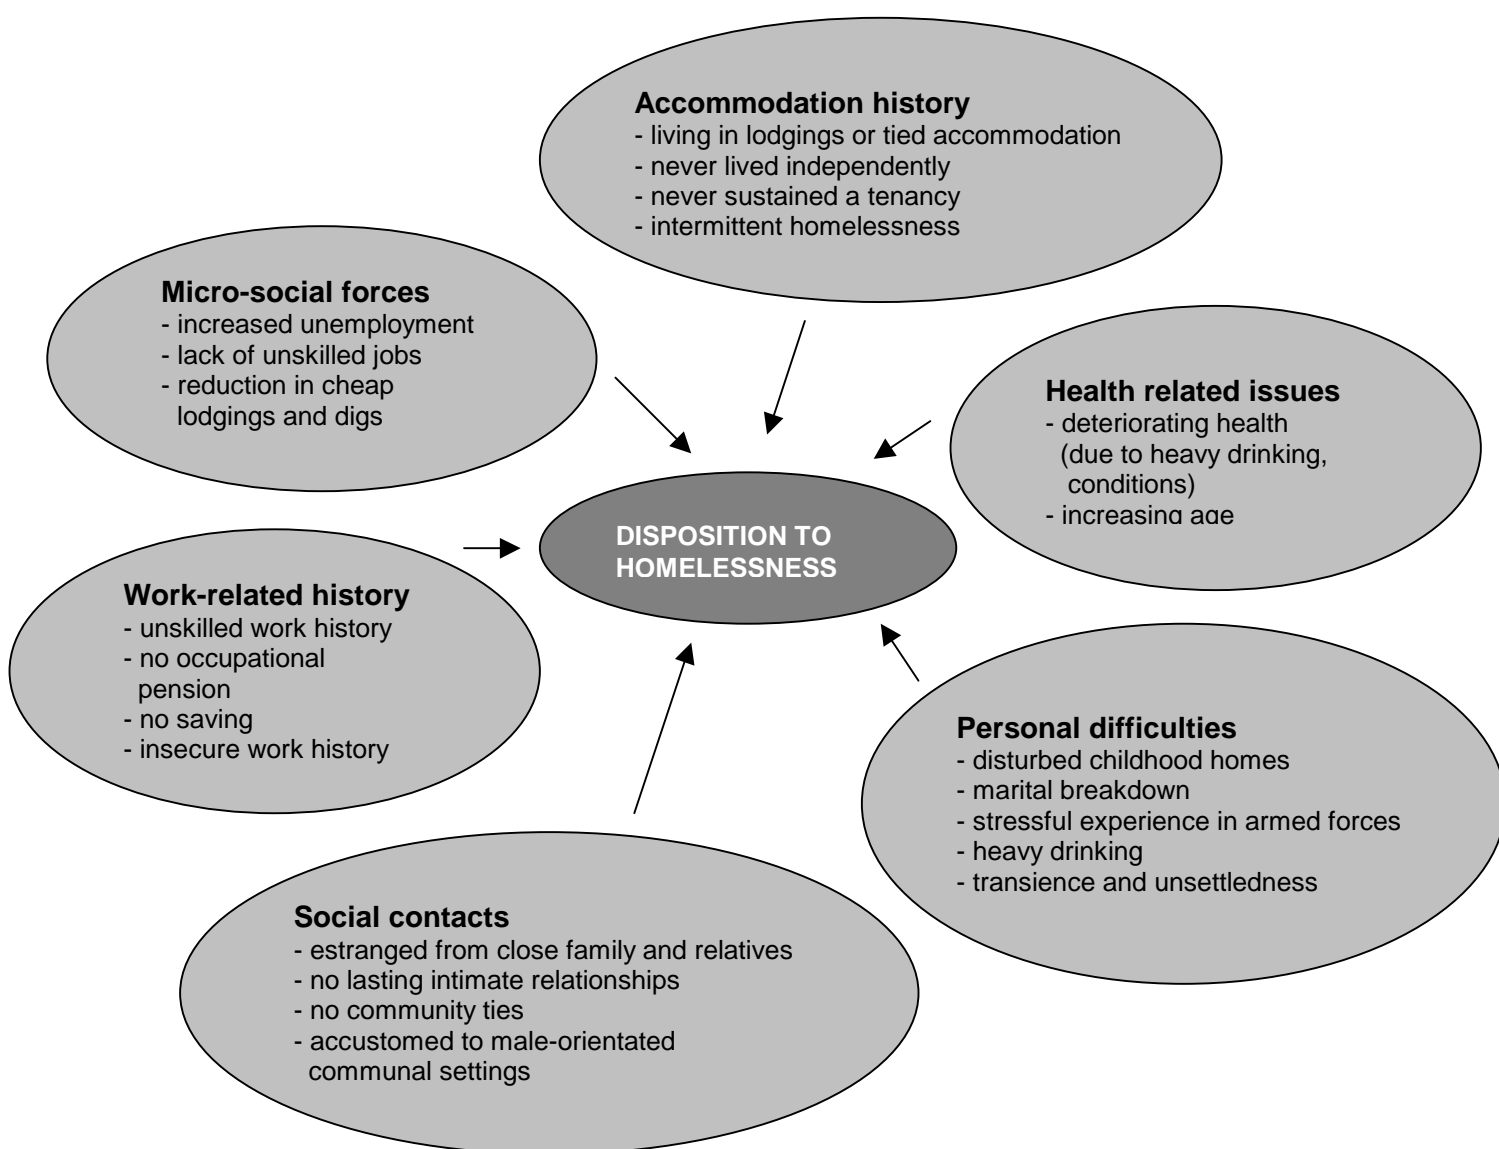 Accommodation history
- living in lodgings or tied accommodation
- never lived independently
- never sustained a tenancy
- intermittent homelessness
Micro-social forces
- increased unemployment
- lack of unskilled jobs
- reduction in cheap
lodgings and digs
Health related issues
- deteriorating health
(due to heavy drinking,
conditions)
- increasing age
DISPOSITION TO
HOMELESSNESS
Work-related history
- unskilled work history
- no occupational
pension
- no saving
- insecure work history
Personal difficulties
- disturbed childhood homes
- marital breakdown
- stressful experience in armed forces
- heavy drinking
- transience and unsettledness
Social contacts
- estranged from close family and relatives
- no lasting intimate relationships
- no community ties
- accustomed to male-orientated
communal settings